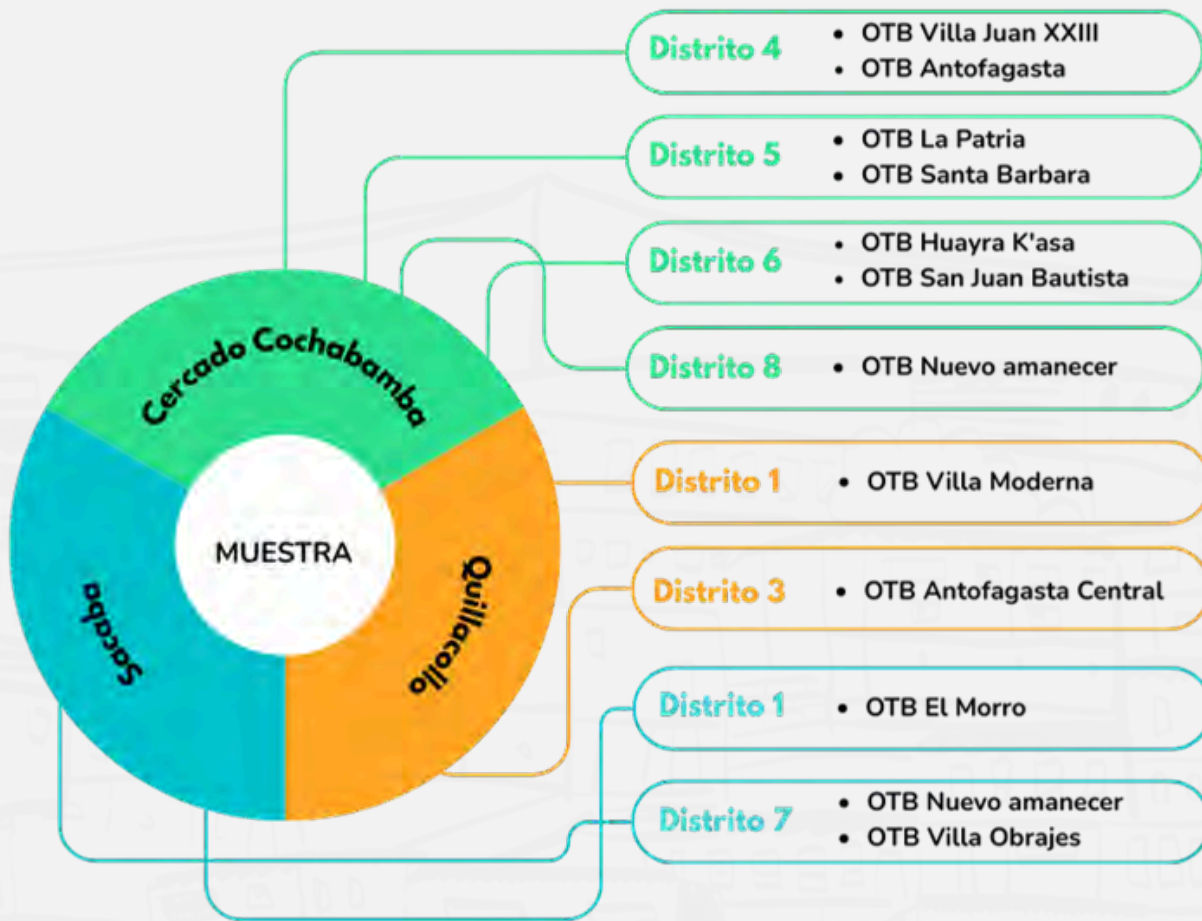 Distrito 4
• OTB Villa Juan XXIII
• OTB Antofagasta
Distrito 5
• OTB La Patria
• OTB Santa Barbara
Distrito 6
• OTB Huayra K'asa
• OTB San Juan Bautista
Distrito 8
• OTB Nuevo amanecer
Cercado Cochabamba
Distrito 1
• OTB Villa Moderna
MUESTRA
Quillacollo
Sacaba
Distrito 3
• OTB Antofagasta Central
Distrito 1
• OTB El Morro
Distrito 7
• OTB Nuevo amanecer
• OTB Villa Obrajes